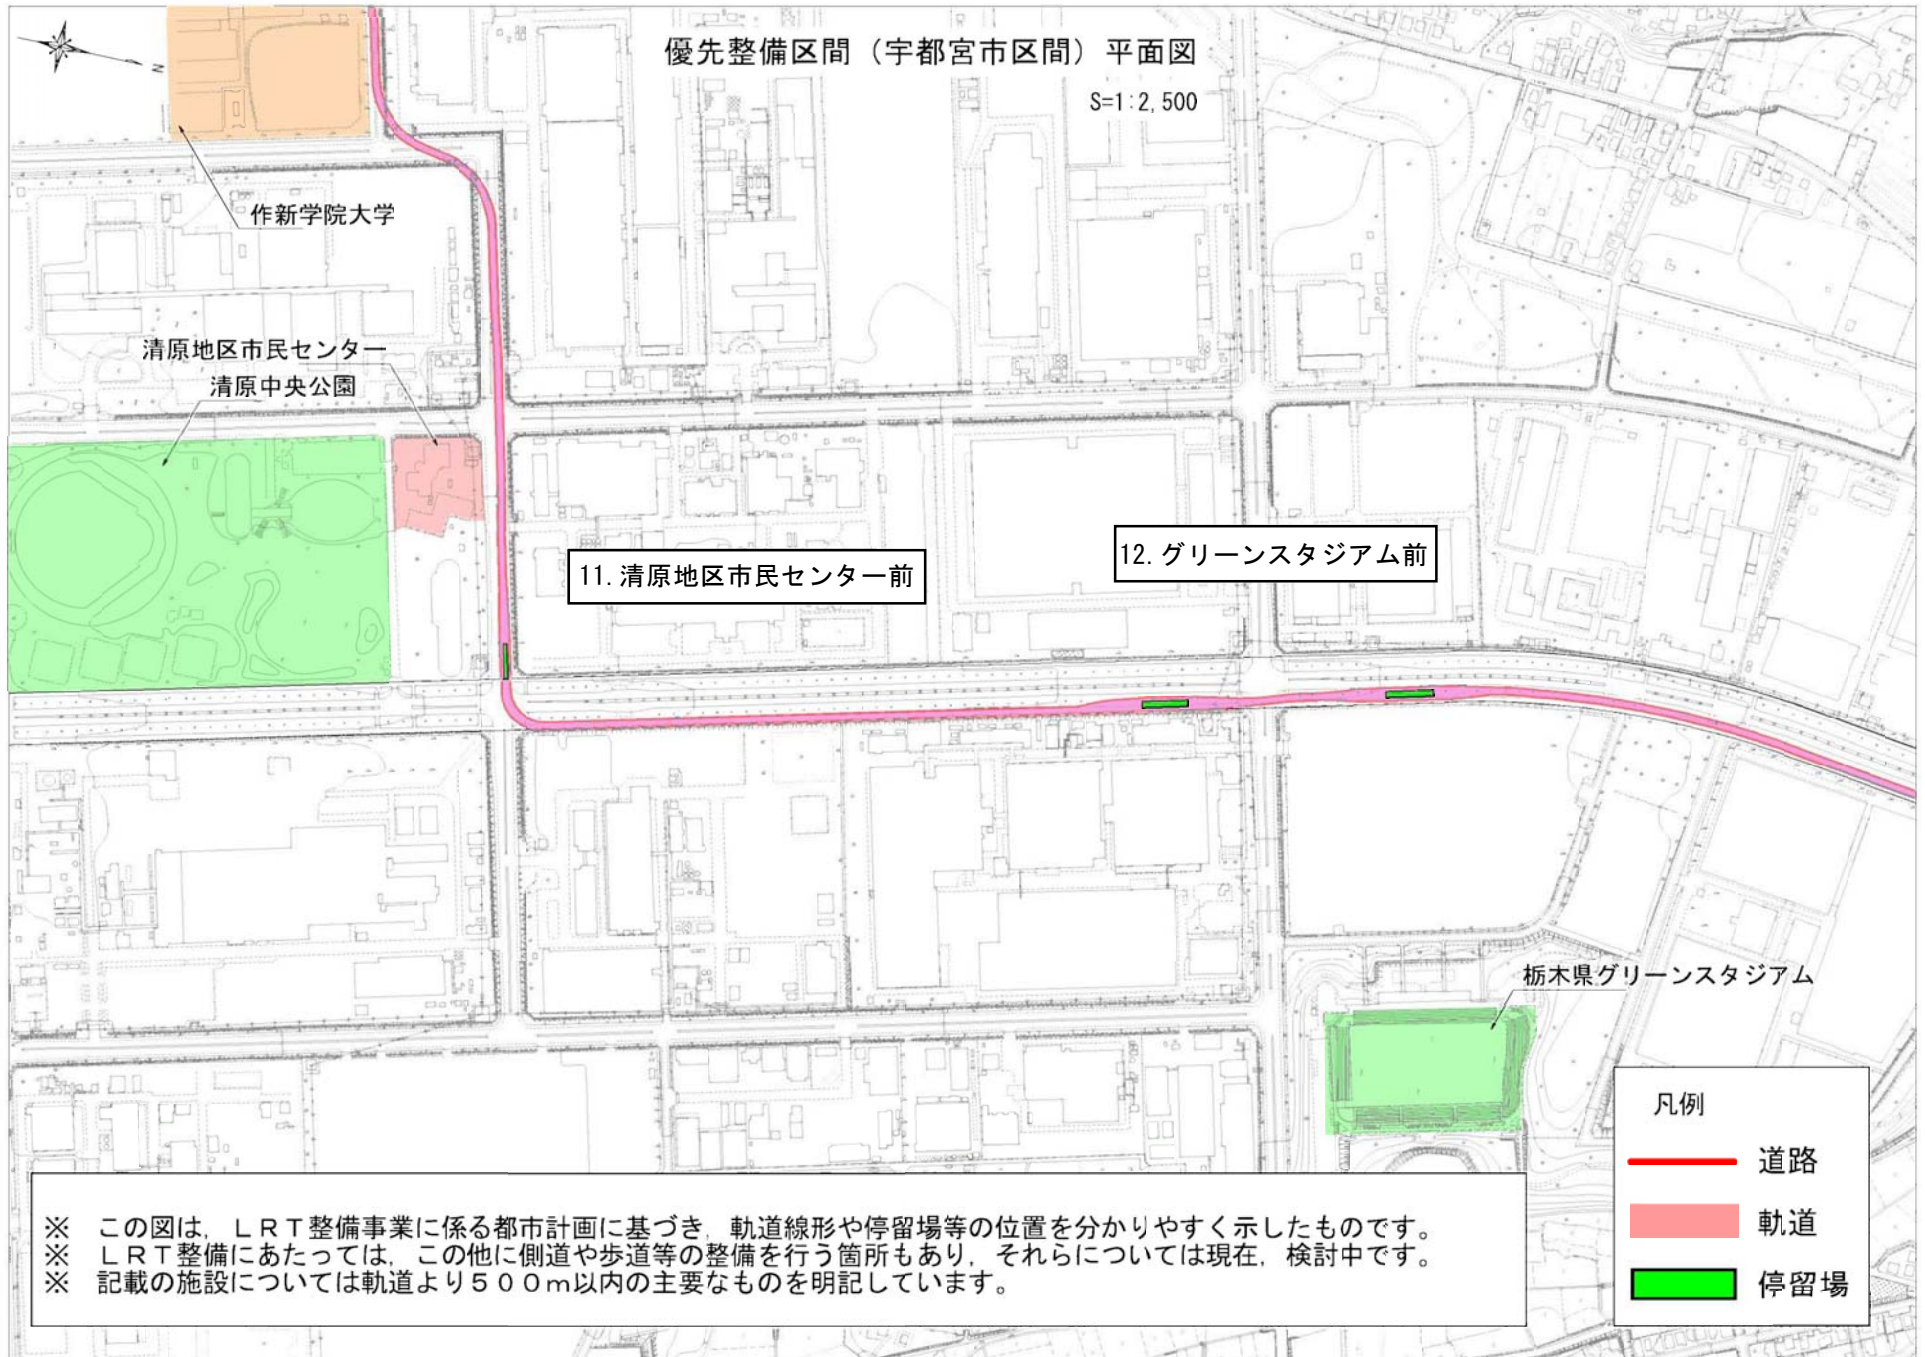 優先整備区間（宇都宮市区間）平面図
S=1:2,500
N
作新学院大学
清原地区市民センター
清原中央公園
11.清原地区市民センター前
12.グリーンスタジアム前
栃木県グリーンスタジアム
凡例
道路
軌道
停留場
※　この図は，ＬＲＴ整備事業に係る都市計画に基づき，軌道線形や停留場等の位置を分かりやすく示したものです。
※　ＬＲＴ整備にあたっては，この他に側道や歩道等の整備を行う箇所もあり，それらについては現在，検討中です。
※　記載の施設については軌道より５００ｍ以内の主要なものを明記しています。